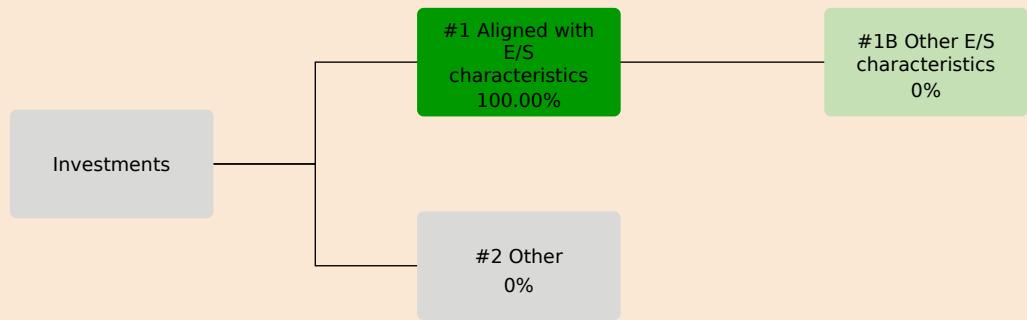 #1 Aligned with
E/S
characteristics
100.00%
#1B Other E/S
characteristics
0%
Investments
#2 Other
0%